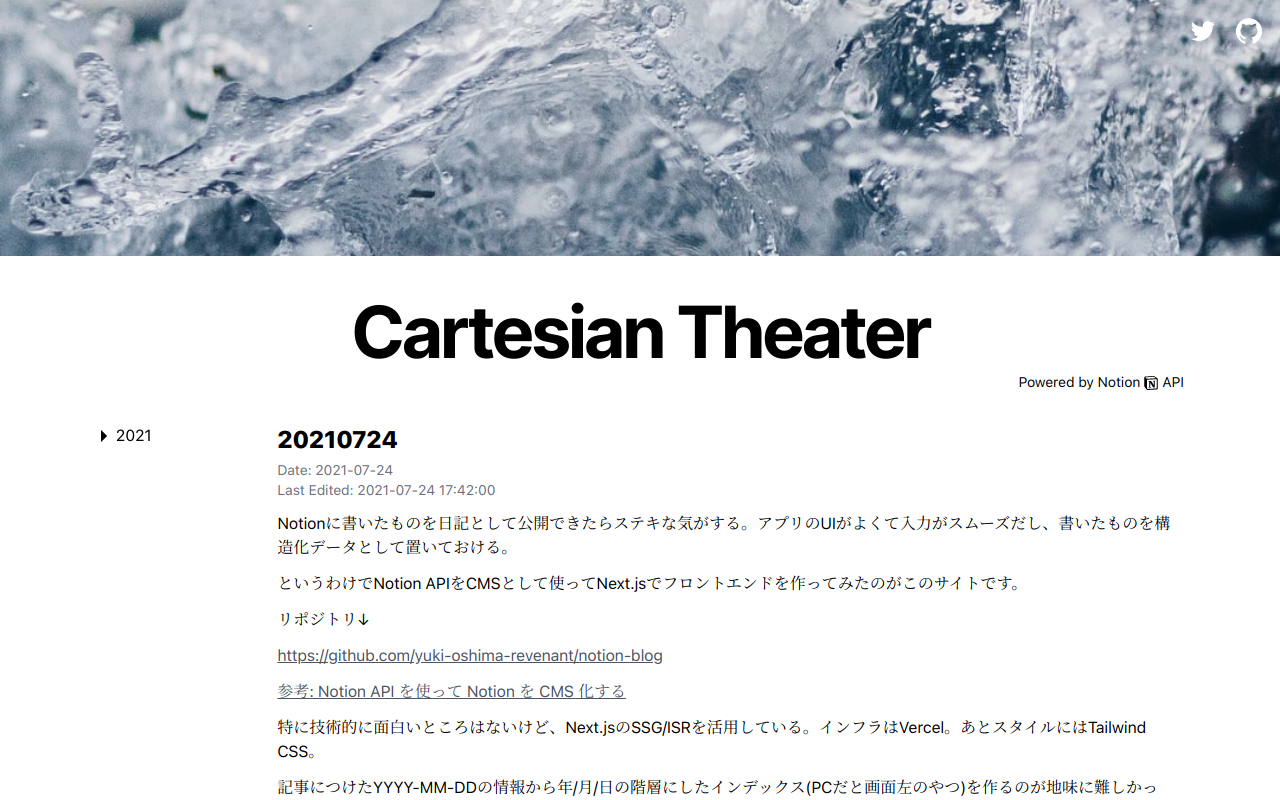 Cartesian Theater
Powered by Notion API
2021
20210724
Date: 2021-07-24
Last Edited: 2021-07-24 17:42:00
Notionに書いたものを日記として公開できたらステキな気がする。アプリのUIがよくて入力がスムーズだし、書いたものを構
造化データとして置いておける。
というわけでNotion APIをCMSとして使ってNext.jsでフロントエンドを作ってみたのがこのサイトです。
リポジトリ↓
https://github.com/yuki-oshima-revenant/notion-blog
参考: Notion API を使って Notion を CMS 化する
特に技術的に面白いところはないけど、Next.jsのSSG/ISRを活用している。インフラはVercel。あとスタイルにはTailwind
CSS。
記事につけたYYYY-MM-DDの情報から年/月/日の階層にしたインデックス(PCだと画面左のやつ)を作るのが地味に難しかっ